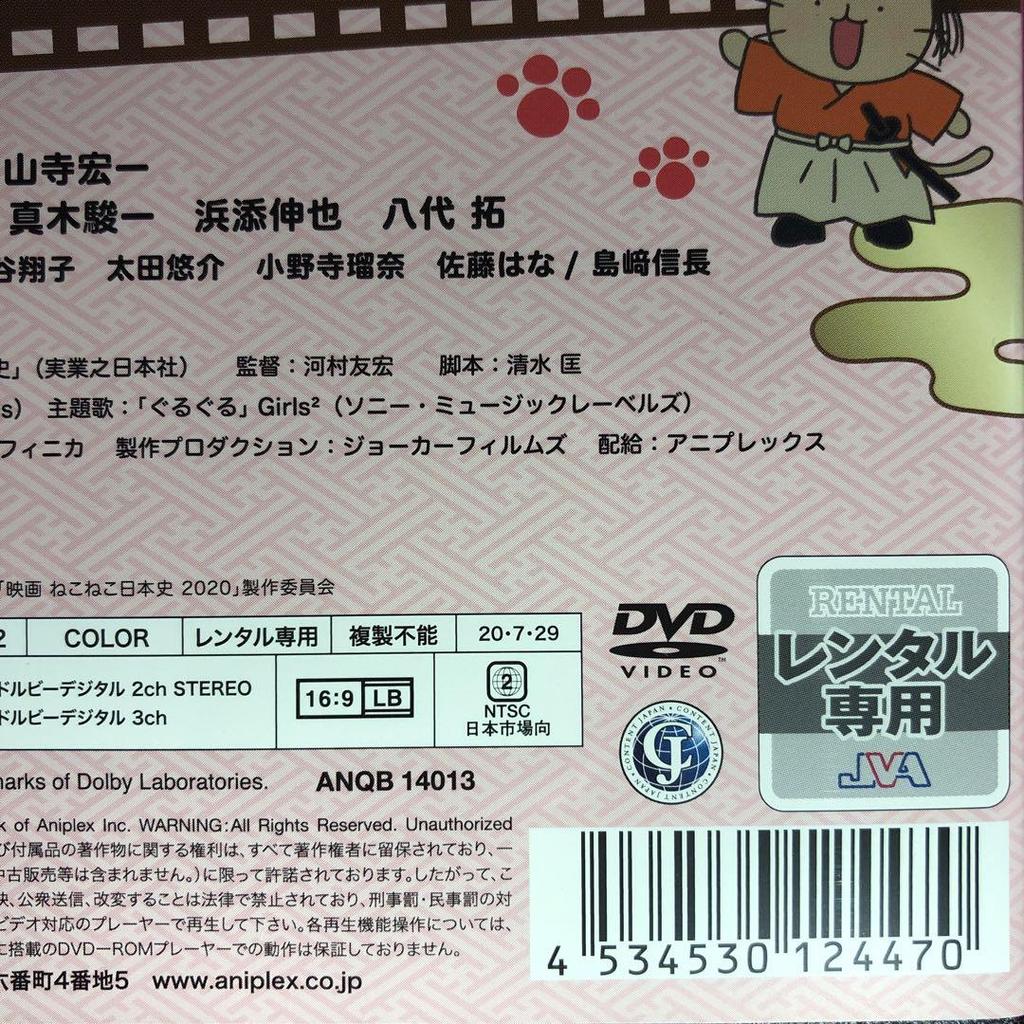 山寺宏一
真木駿一　浜添伸也　八代 拓
谷翔子　太田悠介　小野寺瑠奈　佐藤はな / 島﨑信長
史」（実業之日本社）　監督：河村友宏　脚本：清水 匡
s）　主題歌：「ぐるぐる」Girls²（ソニー・ミュージックレーベルズ）
フィニカ　製作プロダクション：ジョーカーフィルムズ　配給：アニプレックス
「映画 ねこねこ日本史 2020」製作委員会
2 COLOR レンタル専用 複製不能 20･7･29
ドルビーデジタル 2ch STEREO
ドルビーデジタル 3ch
16:9 LB
2
NTSC
日本市場向
DVD
VIDEO
TM
CONTENT JAPAN・CONTENT JAPAN
CJ
RENTAL
レンタル
専用
JVA
marks of Dolby Laboratories.　ANQB 14013
k of Aniplex Inc. WARNING:All Rights Reserved. Unauthorized
び付属品の著作物に関する権利は､すべて著作権者に留保されており､一
中古販売等は含まれません｡)に限って許諾されております｡したがって､こ
映､公衆送信､改変することは法律で禁止されており､刑事罰･民事罰の対
ビデオ対応のプレーヤーで再生して下さい｡各再生機能操作については､
に搭載のDVD−ROMプレーヤーでの動作は保証しておりません｡
六番町4番地5　www.aniplex.co.jp
4 534530 124470